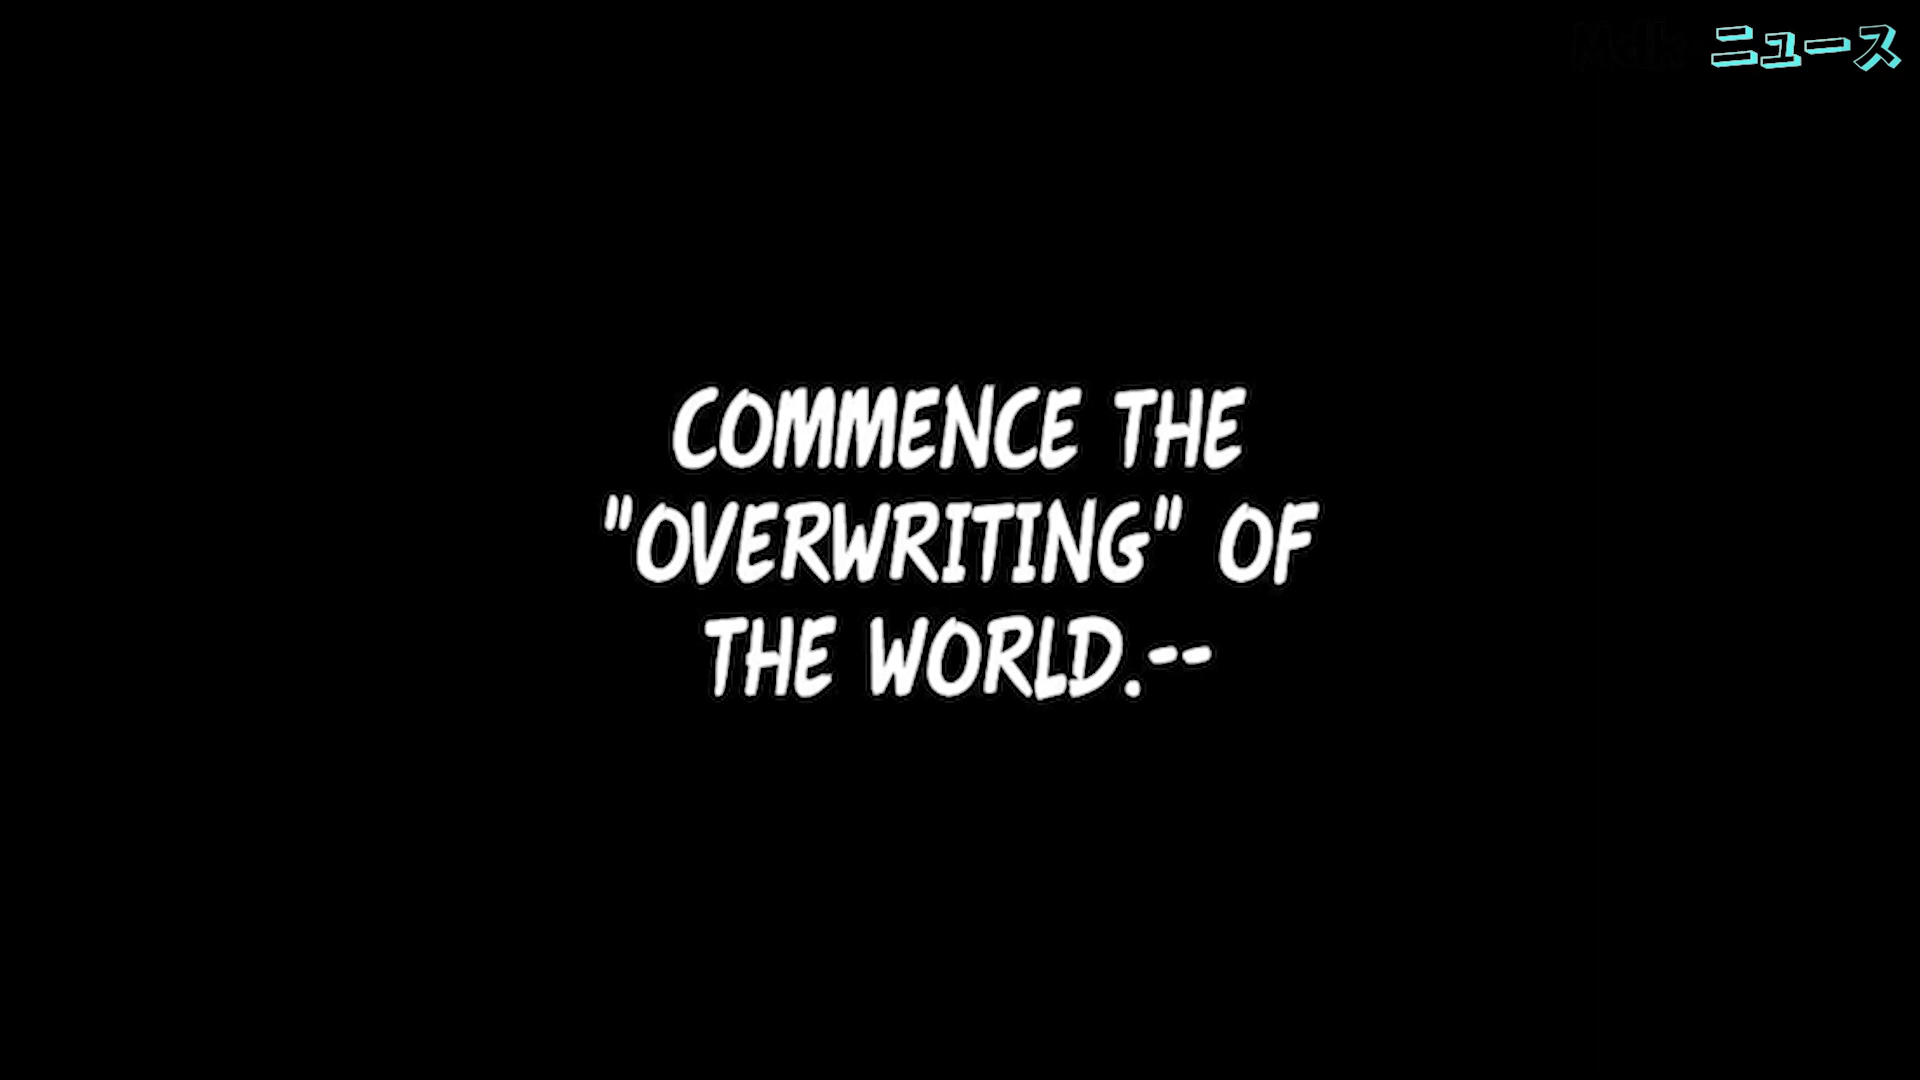 ニュース
COMMENCE THE
"OVERWRITING" OF
THE WORLD.--